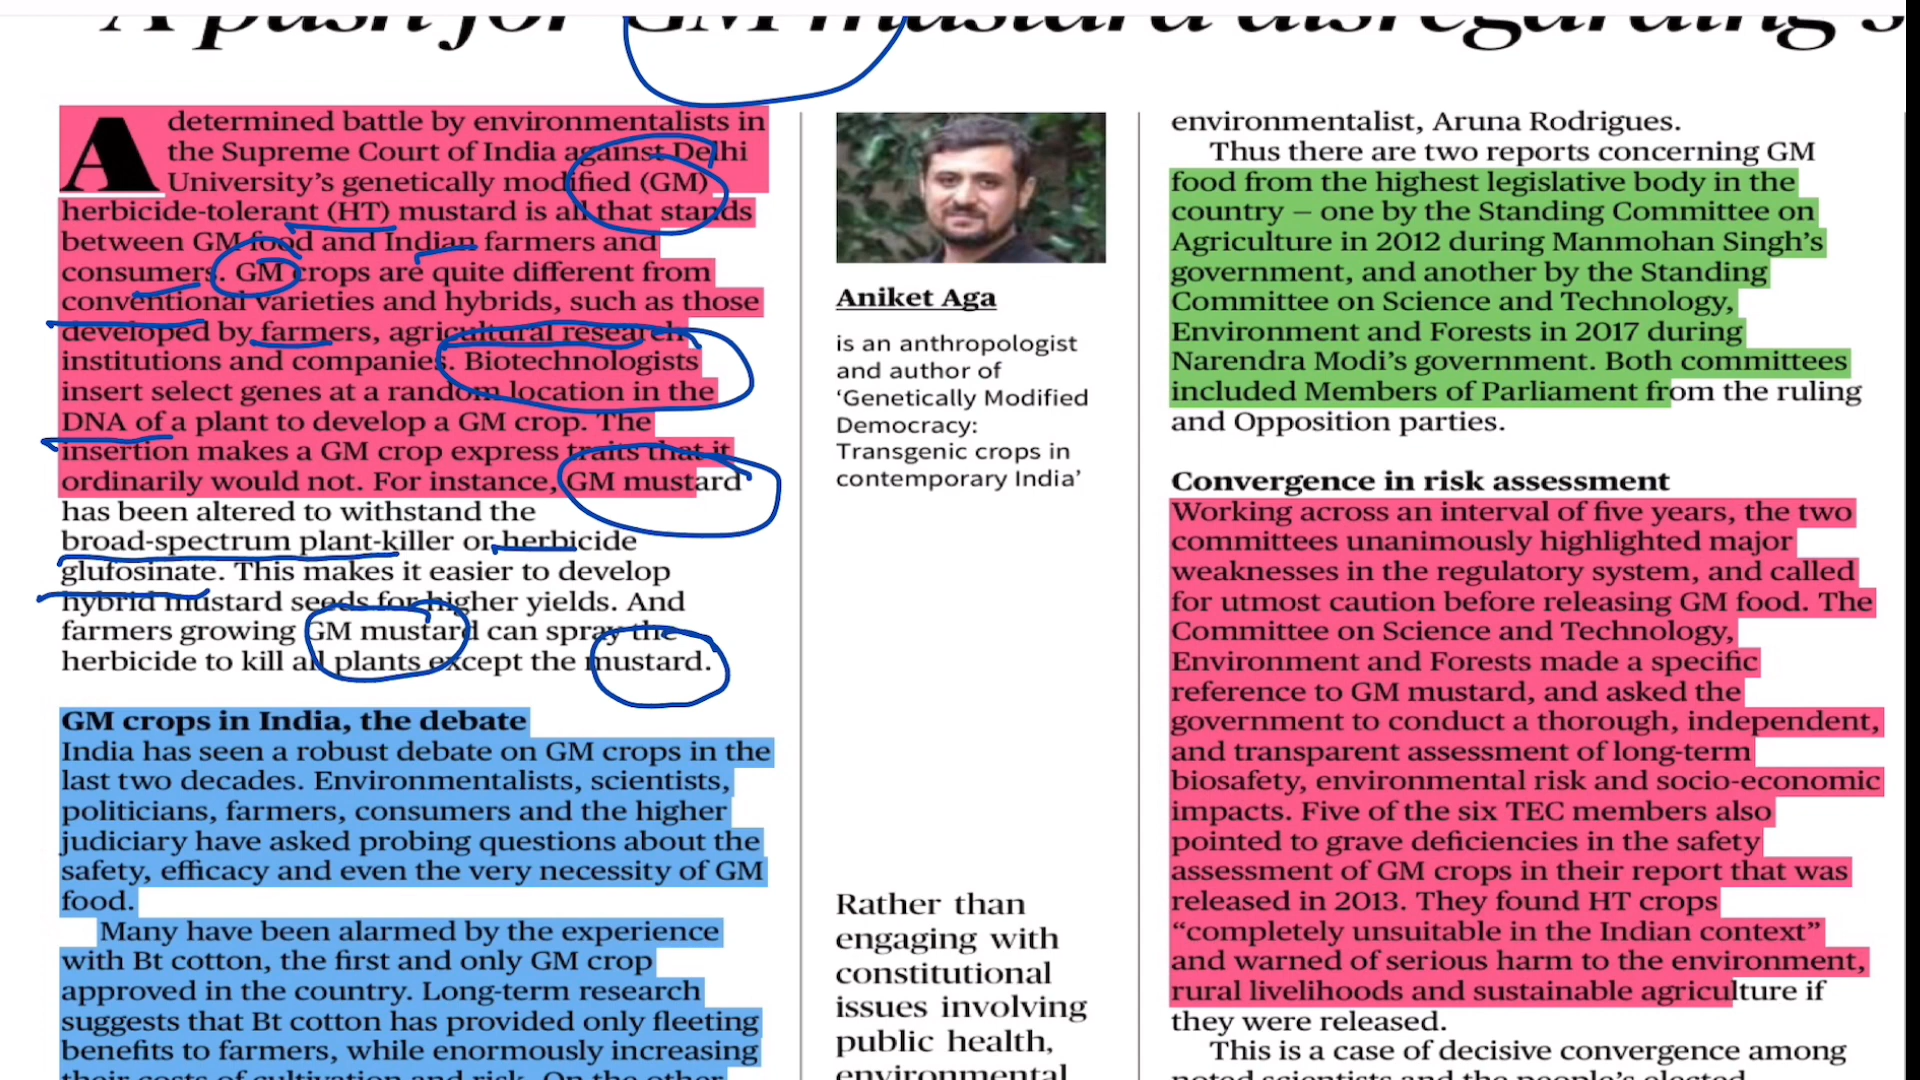 A push for GM mustard disregarding s
A determined battle by environmentalists in
the Supreme Court of India against Delhi
University’s genetically modified (GM)
herbicide-tolerant (HT) mustard is all that stands
between GM food and Indian farmers and
consumers. GM crops are quite different from
conventional varieties and hybrids, such as those
developed by farmers, agricultural research
institutions and companies. Biotechnologists
insert select genes at a random location in the
DNA of a plant to develop a GM crop. The
insertion makes a GM crop express traits that it
ordinarily would not. For instance, GM mustard
has been altered to withstand the
broad-spectrum plant-killer or herbicide
glufosinate. This makes it easier to develop
hybrid mustard seeds for higher yields. And
farmers growing GM mustard can spray the
herbicide to kill all plants except the mustard.
GM crops in India, the debate
India has seen a robust debate on GM crops in the
last two decades. Environmentalists, scientists,
politicians, farmers, consumers and the higher
judiciary have asked probing questions about the
safety, efficacy and even the very necessity of GM
food.
Many have been alarmed by the experience
with Bt cotton, the first and only GM crop
approved in the country. Long-term research
suggests that Bt cotton has provided only fleeting
benefits to farmers, while enormously increasing
their costs of cultivation and risk. On the other
Aniket Aga
is an anthropologist
and author of
‘Genetically Modified
Democracy:
Transgenic crops in
contemporary India’
Rather than
engaging with
constitutional
issues involving
public health,
environmental
environmentalist, Aruna Rodrigues.
Thus there are two reports concerning GM
food from the highest legislative body in the
country — one by the Standing Committee on
Agriculture in 2012 during Manmohan Singh’s
government, and another by the Standing
Committee on Science and Technology,
Environment and Forests in 2017 during
Narendra Modi’s government. Both committees
included Members of Parliament from the ruling
and Opposition parties.
Convergence in risk assessment
Working across an interval of five years, the two
committees unanimously highlighted major
weaknesses in the regulatory system, and called
for utmost caution before releasing GM food. The
Committee on Science and Technology,
Environment and Forests made a specific
reference to GM mustard, and asked the
government to conduct a thorough, independent,
and transparent assessment of long-term
biosafety, environmental risk and socio-economic
impacts. Five of the six TEC members also
pointed to grave deficiencies in the safety
assessment of GM crops in their report that was
released in 2013. They found HT crops
“completely unsuitable in the Indian context”
and warned of serious harm to the environment,
rural livelihoods and sustainable agriculture if
they were released.
This is a case of decisive convergence among
noted scientists and the people’s elected